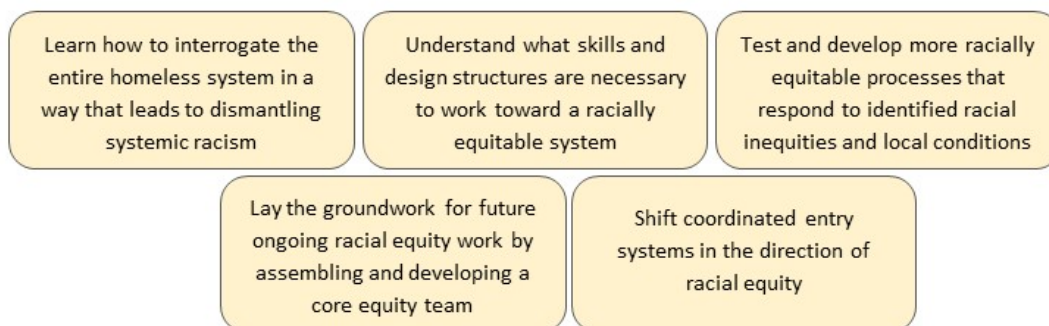 Learn how to interrogate the
entire homeless system in a
way that leads to dismantling
systemic racism
Understand what skills and
design structures are necessary
to work toward a racially
equitable system
Test and develop more racially
equitable processes that
respond to identified racial
inequities and local conditions
Lay the groundwork for future
ongoing racial equity work by
assembling and developing a
core equity team
Shift coordinated entry
systems in the direction of
racial equity